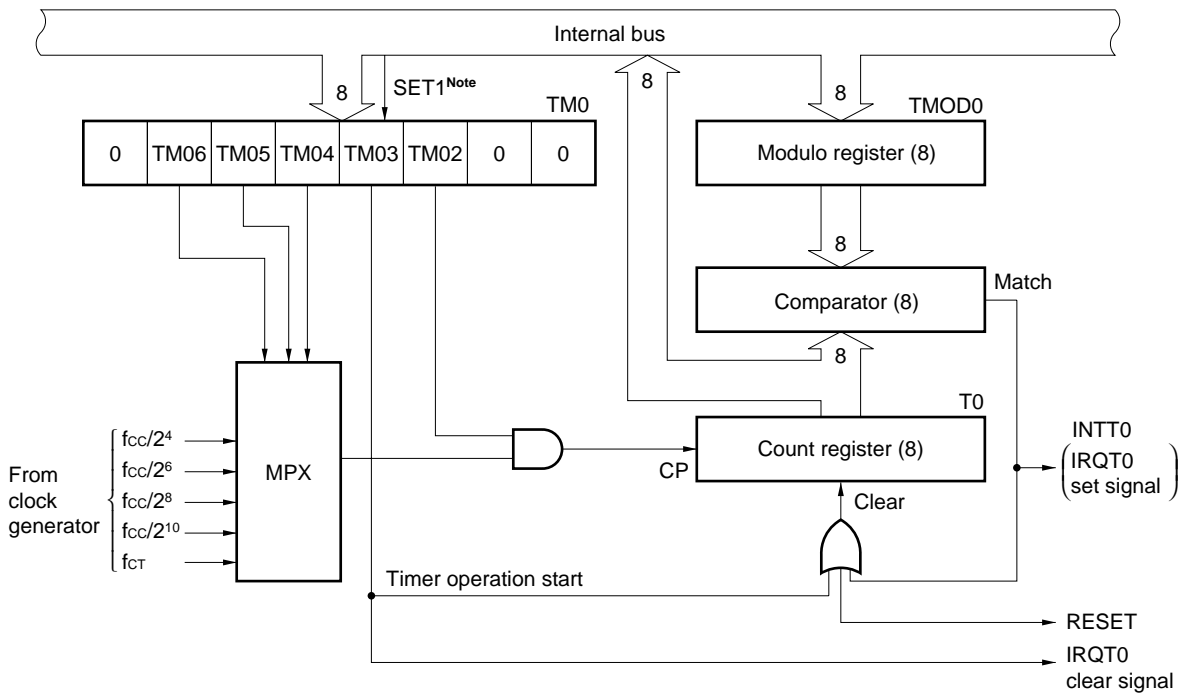 Internal bus
8
SET1Note
TM0
8
8
TMOD0
0 TM06 TM05 TM04 TM03 TM02 0 0
Modulo register (8)
8
Comparator (8)
Match
8
T0
Count register (8)
CP
Clear
From
clock
generator
fCC/2⁴
fCC/2⁶
fCC/2⁸
fCC/2¹⁰
fCT
MPX
INTT0
IRQT0
set signal
Timer operation start
RESET
IRQT0
clear signal